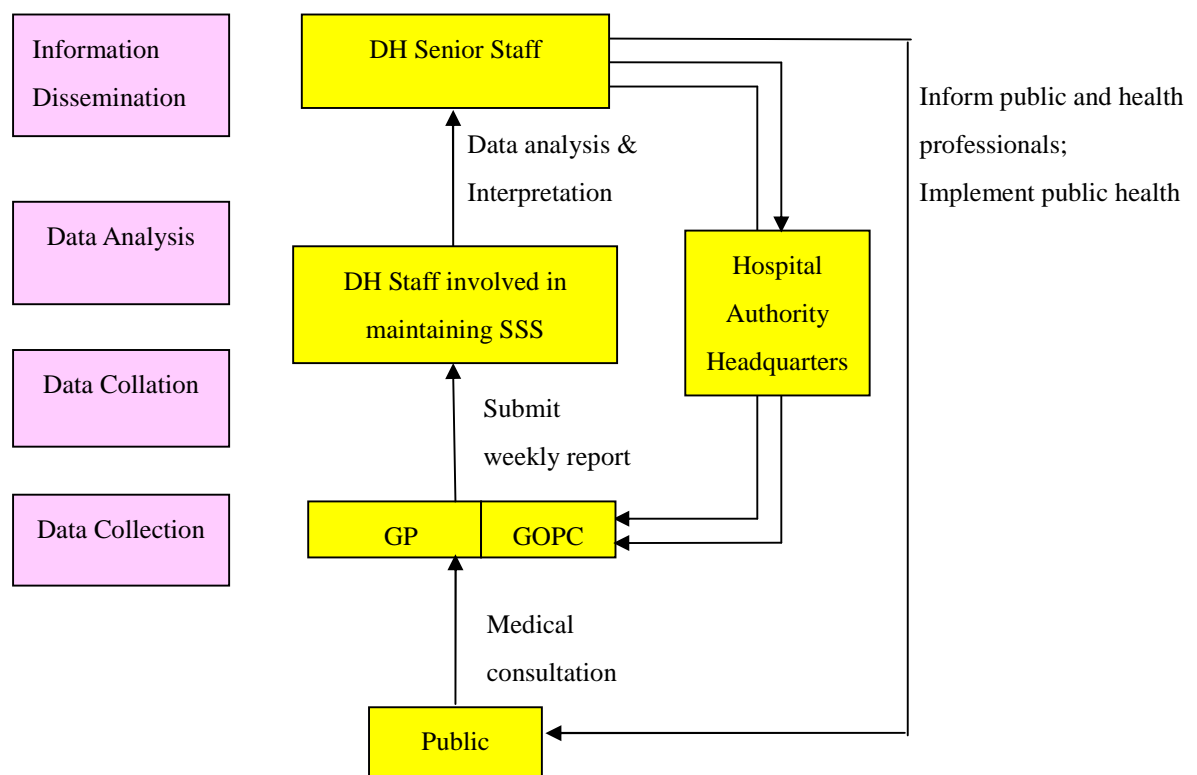 Information
Dissemination
DH Senior Staff
Inform public and health
professionals;
Implement public health
Data analysis &
Interpretation
Data Analysis
DH Staff involved in
maintaining SSS
Hospital
Authority
Headquarters
Data Collation
Submit
weekly report
Data Collection
GP
GOPC
Medical
consultation
Public